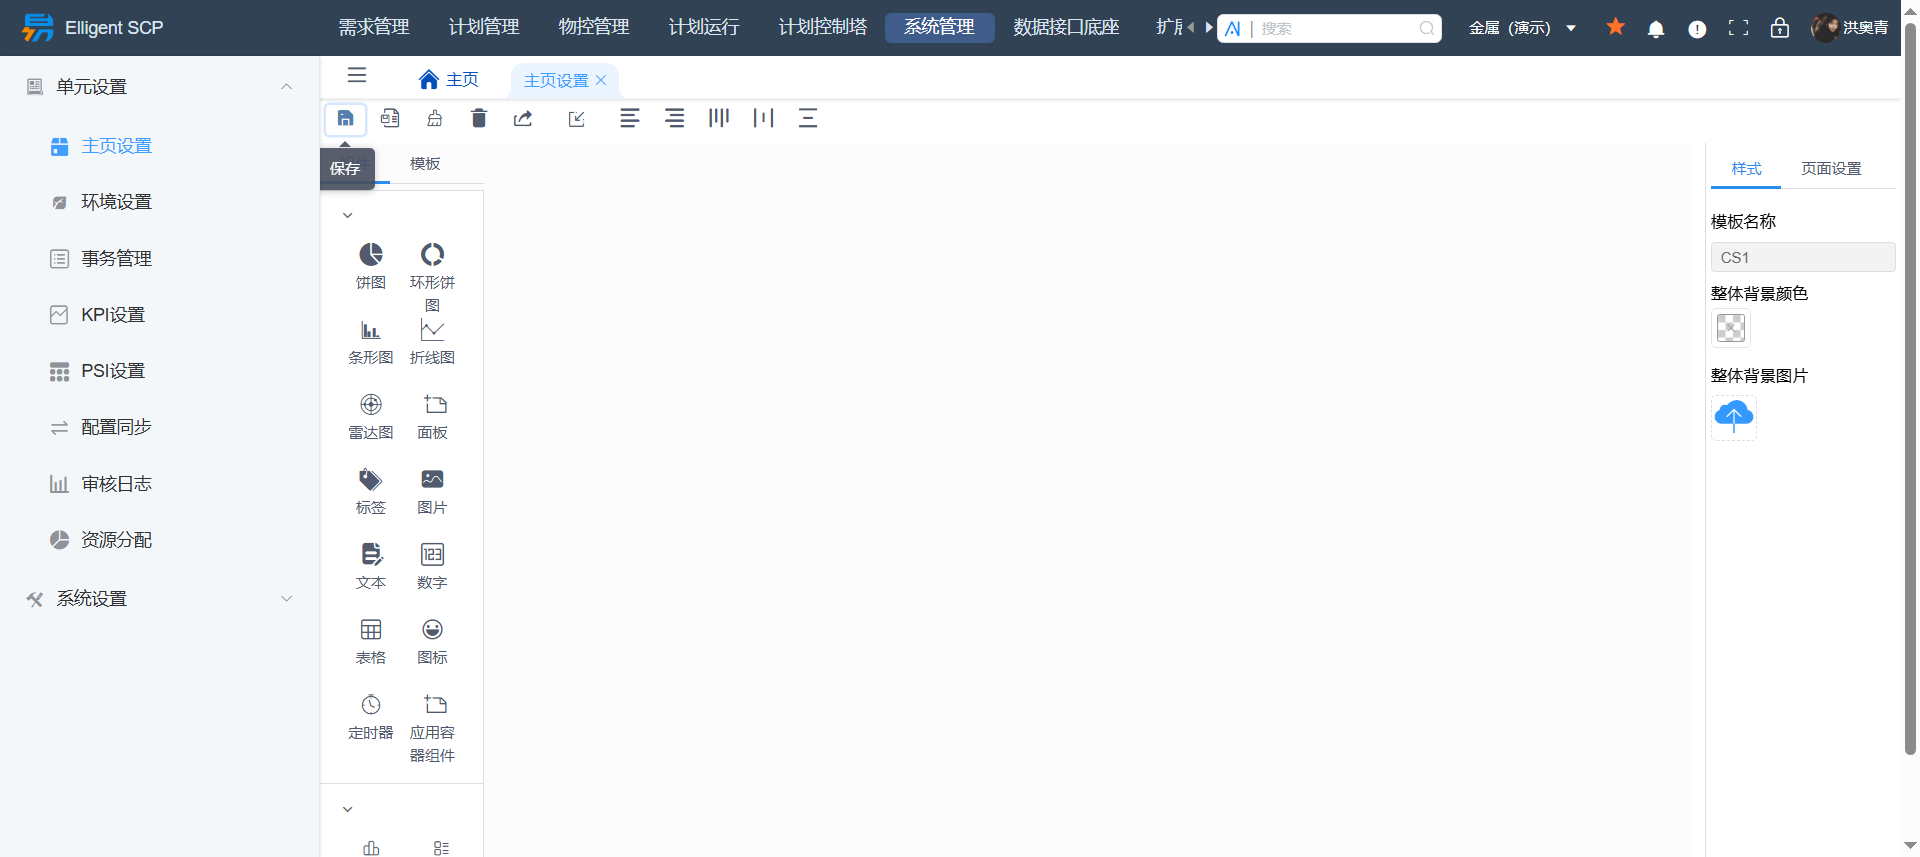 Elligent SCP
需求管理
计划管理
物控管理
计划运行
计划控制塔
系统管理
数据接口底座
AI
搜索
金属（演示）
洪奥青
单元设置
主页设置
环境设置
事务管理
KPI设置
PSI设置
配置同步
审核日志
资源分配
系统设置
主页
主页设置
保存
模板
饼图
环形饼
图
条形图
折线图
雷达图
面板
标签
图片
文本
数字
123
表格
图标
定时器
应用容
器组件
样式
页面设置
模板名称
CS1
整体背景颜色
整体背景图片